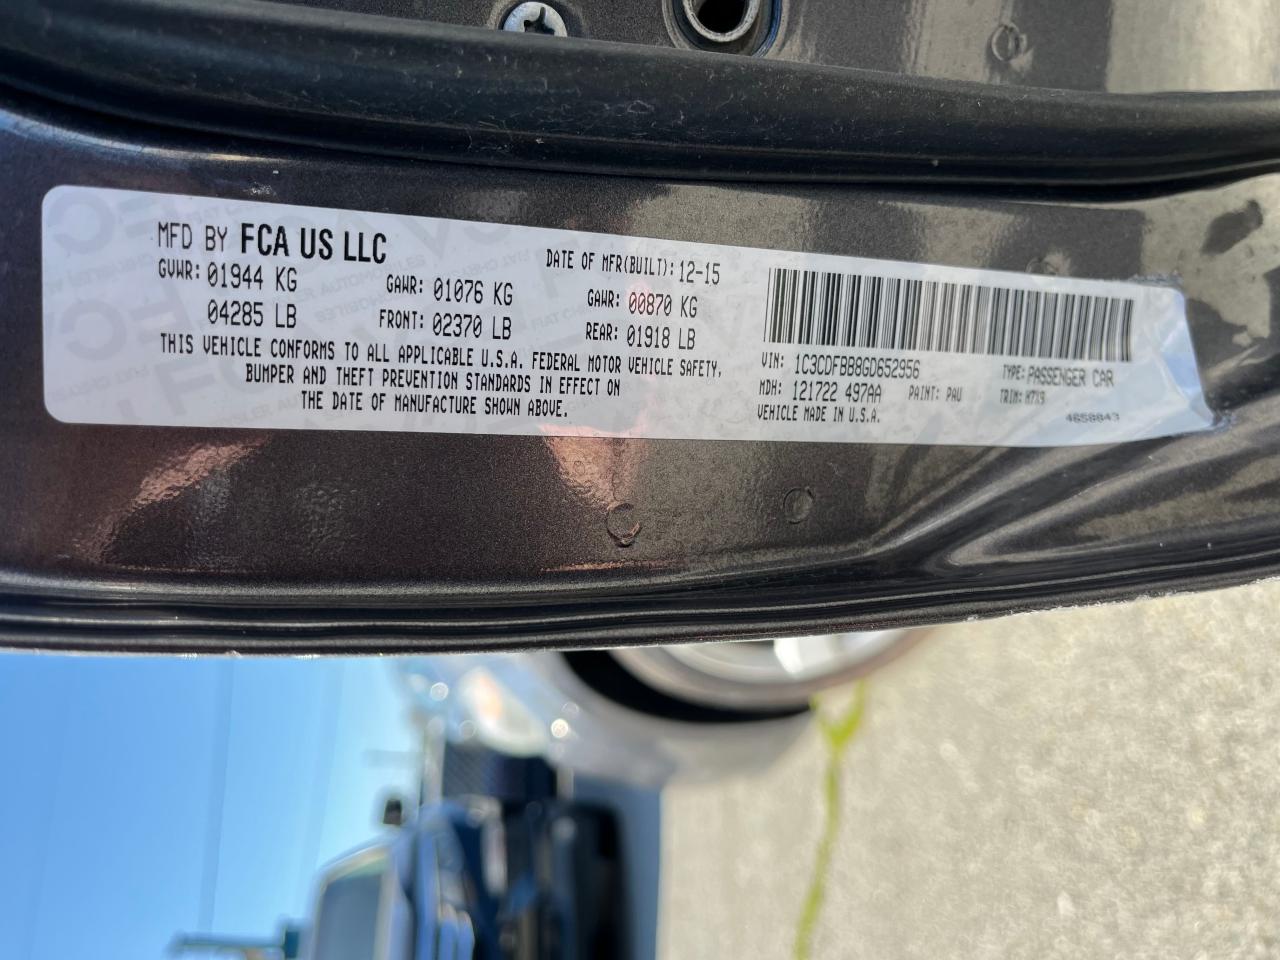 MFD BY FCA US LLC
DATE OF MFR(BUILT): 12-15
GVWR: 01944 KG
GAWR: 01076 KG
GAWR: 00870 KG
04285 LB
FRONT: 02370 LB
REAR: 01918 LB
THIS VEHICLE CONFORMS TO ALL APPLICABLE U.S.A. FEDERAL MOTOR VEHICLE SAFETY,
BUMPER AND THEFT PREVENTION STANDARDS IN EFFECT ON
THE DATE OF MANUFACTURE SHOWN ABOVE.
VIN: 1C3CDFBB8GD652956
TYPE: PASSENGER CAR
MDH: 121722 497AA
PAINT: PAU
TRIM: H7X9
VEHICLE MADE IN U.S.A.
4658843